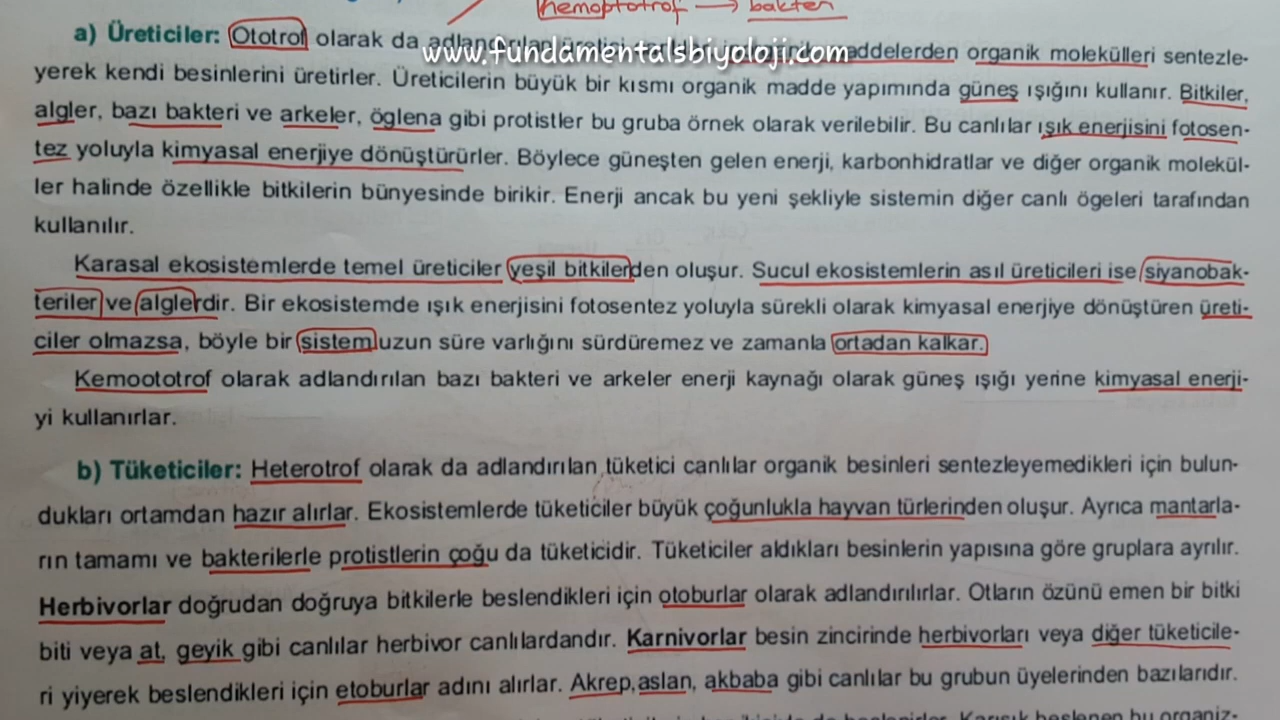 hemoptotrof → bakteri
www.fundamentalsbiyoloji.com
a) Üreticiler: Ototrof olarak da maddelerden organik molekülleri sentezle-
yerek kendi besinlerini üretirler. Üreticilerin büyük bir kısmı organik madde yapımında güneş ışığını kullanır. Bitkiler,
algler, bazı bakteri ve arkeler, öglena gibi protistler bu gruba örnek olarak verilebilir. Bu canlılar ışık enerjisini fotosen-
tez yoluyla kimyasal enerjiye dönüştürürler. Böylece güneşten gelen enerji, karbonhidratlar ve diğer organik molekül-
ler halinde özellikle bitkilerin bünyesinde birikir. Enerji ancak bu yeni şekliyle sistemin diğer canlı ögeleri tarafından
kullanılır.
Karasal ekosistemlerde temel üreticiler yeşil bitkilerden oluşur. Sucul ekosistemlerin asıl üreticileri ise siyanobak-
teriler ve alglerdir. Bir ekosistemde ışık enerjisini fotosentez yoluyla sürekli olarak kimyasal enerjiye dönüştüren üreti-
ciler olmazsa, böyle bir sistem uzun süre varlığını sürdüremez ve zamanla ortadan kalkar.
Kemoototrof olarak adlandırılan bazı bakteri ve arkeler enerji kaynağı olarak güneş ışığı yerine kimyasal enerji-
yi kullanırlar.
b) Tüketiciler: Heterotrof olarak da adlandırılan tüketici canlılar organik besinleri sentezleyemedikleri için bulun-
dukları ortamdan hazır alırlar. Ekosistemlerde tüketiciler büyük çoğunlukla hayvan türlerinden oluşur. Ayrıca mantarla-
rın tamamı ve bakterilerle protistlerin çoğu da tüketicidir. Tüketiciler aldıkları besinlerin yapısına göre gruplara ayrılır.
Herbivorlar doğrudan doğruya bitkilerle beslendikleri için otoburlar olarak adlandırılırlar. Otların özünü emen bir bitki
biti veya at, geyik gibi canlılar herbivor canlılardandır. Karnivorlar besin zincirinde herbivorları veya diğer tüketicile-
ri yiyerek beslendikleri için etoburlar adını alırlar. Akrep, aslan, akbaba gibi canlılar bu grubun üyelerinden bazılarıdır.